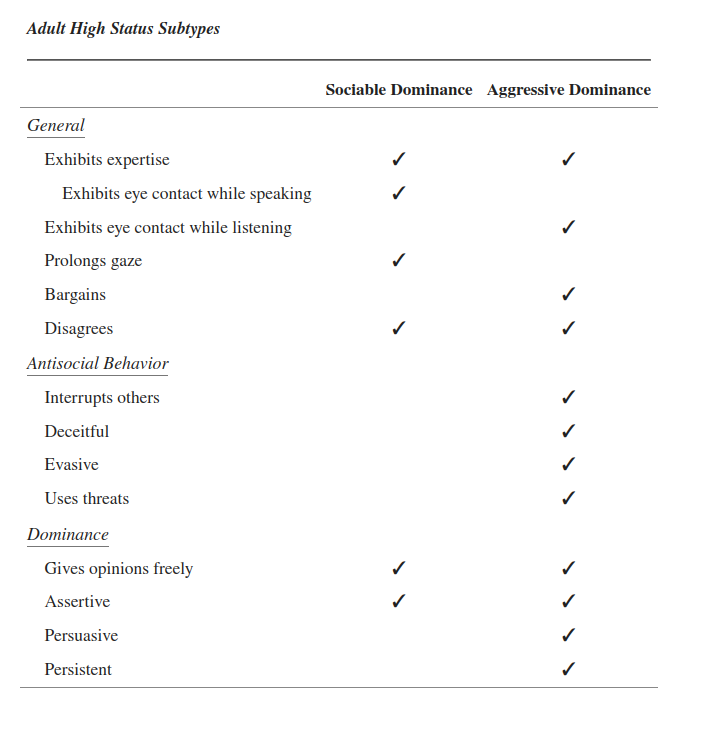 Adult High Status Subtypes
Sociable Dominance Aggressive Dominance
General
Exhibits expertise ✓ ✓
Exhibits eye contact while speaking ✓
Exhibits eye contact while listening ✓
Prolongs gaze ✓
Bargains ✓
Disagrees ✓ ✓
Antisocial Behavior
Interrupts others ✓
Deceitful ✓
Evasive ✓
Uses threats ✓
Dominance
Gives opinions freely ✓ ✓
Assertive ✓ ✓
Persuasive ✓
Persistent ✓